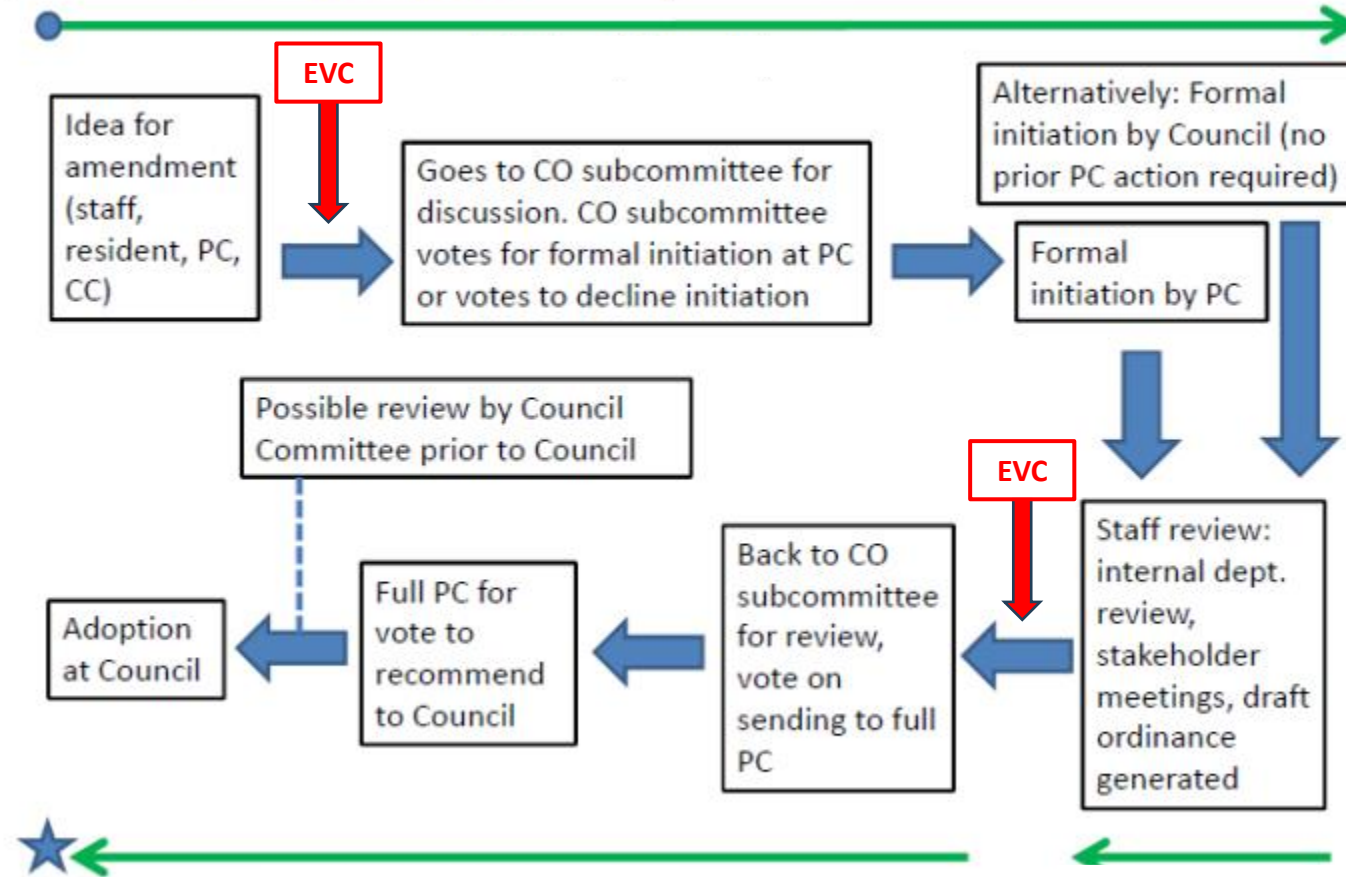 EVC
Idea for
amendment
(staff,
resident, PC,
CC)
Goes to CO subcommittee for
discussion. CO subcommittee
votes for formal initiation at PC
or votes to decline initiation
Alternatively: Formal
initiation by Council (no
prior PC action required)
Formal
initiation by PC
Staff review:
internal dept.
review,
stakeholder
meetings, draft
ordinance
generated
EVC
Back to CO
subcommittee
for review,
vote on
sending to full
PC
Full PC for
vote to
recommend
to Council
Possible review by Council
Committee prior to Council
Adoption
at Council